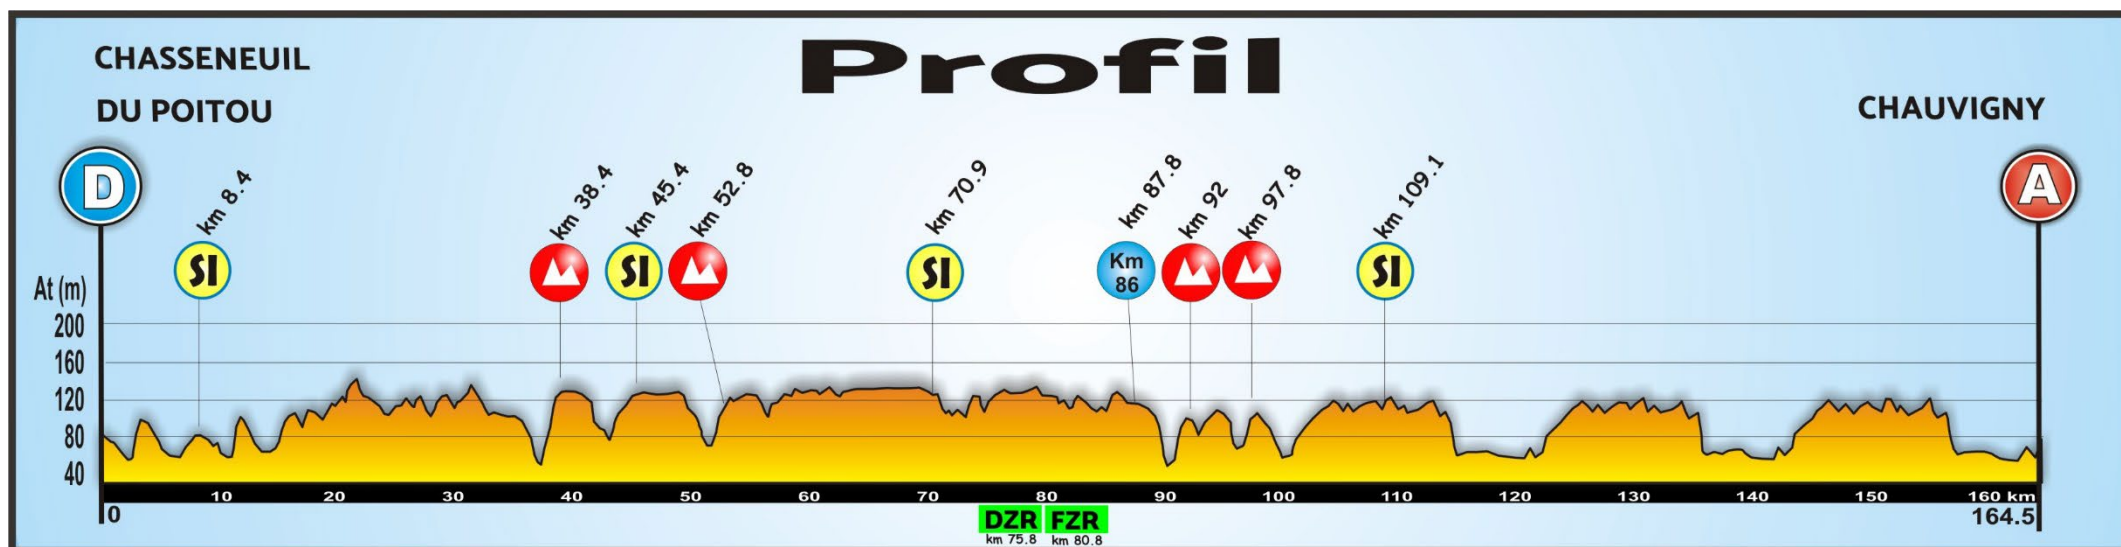 Profil
CHASSENEUIL
DU POITOU
CHAUVIGNY
D
A
km 8.4
km 38.4
km 45.4
km 52.8
km 70.9
km 87.8
km 92
km 97.8
km 109.1
SI
SI
SI
Km
86
SI
At (m)
200
160
120
80
40
10 20 30 40 50 60 70 80 90 100 110 120 130 140 150 160 km
0
164.5
DZR FZR
km 75.8 km 80.8